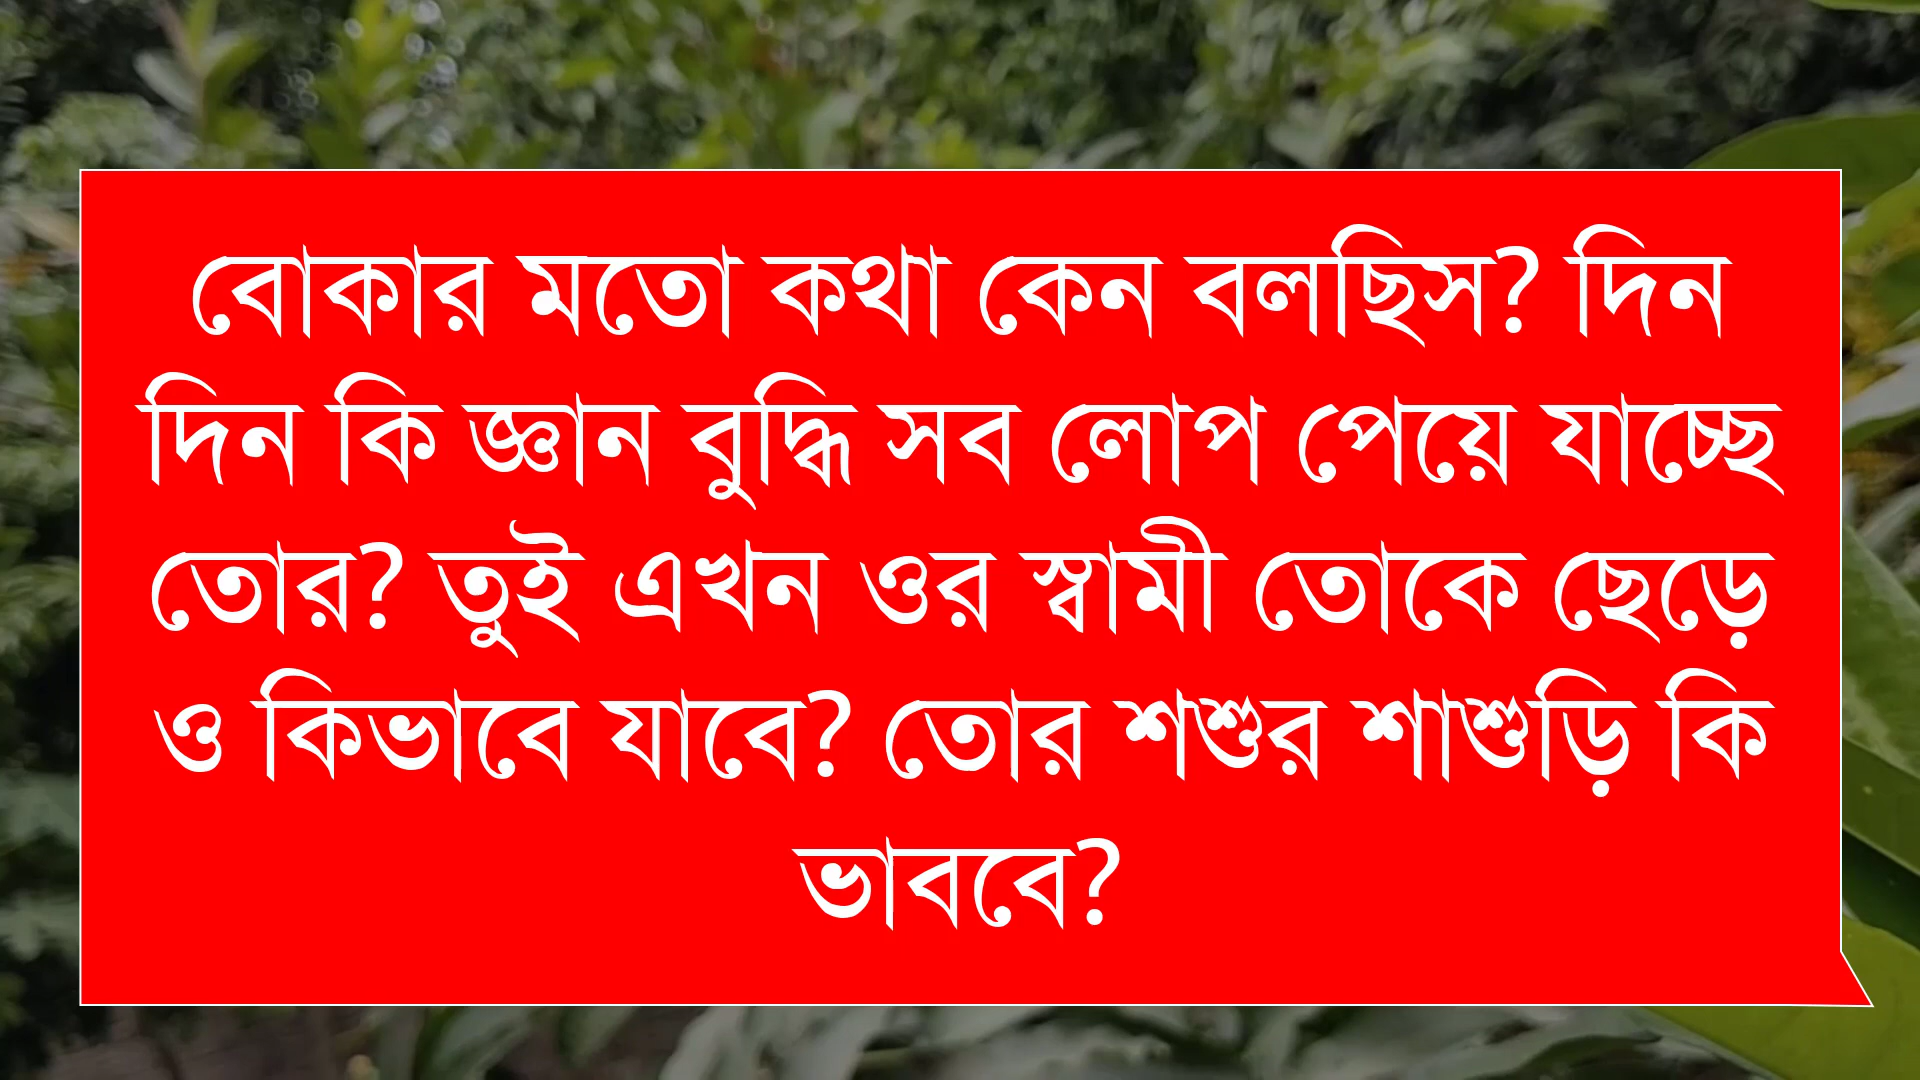 বোকার মতো কথা কেন বলছিস? দিন
দিন কি জ্ঞান বুদ্ধি সব লোপ পেয়ে যাচ্ছে
তোর? তুই এখন ওর স্বামী তোকে ছেড়ে
ও কিভাবে যাবে? তোর শশুর শাশুড়ি কি
ভাববে?